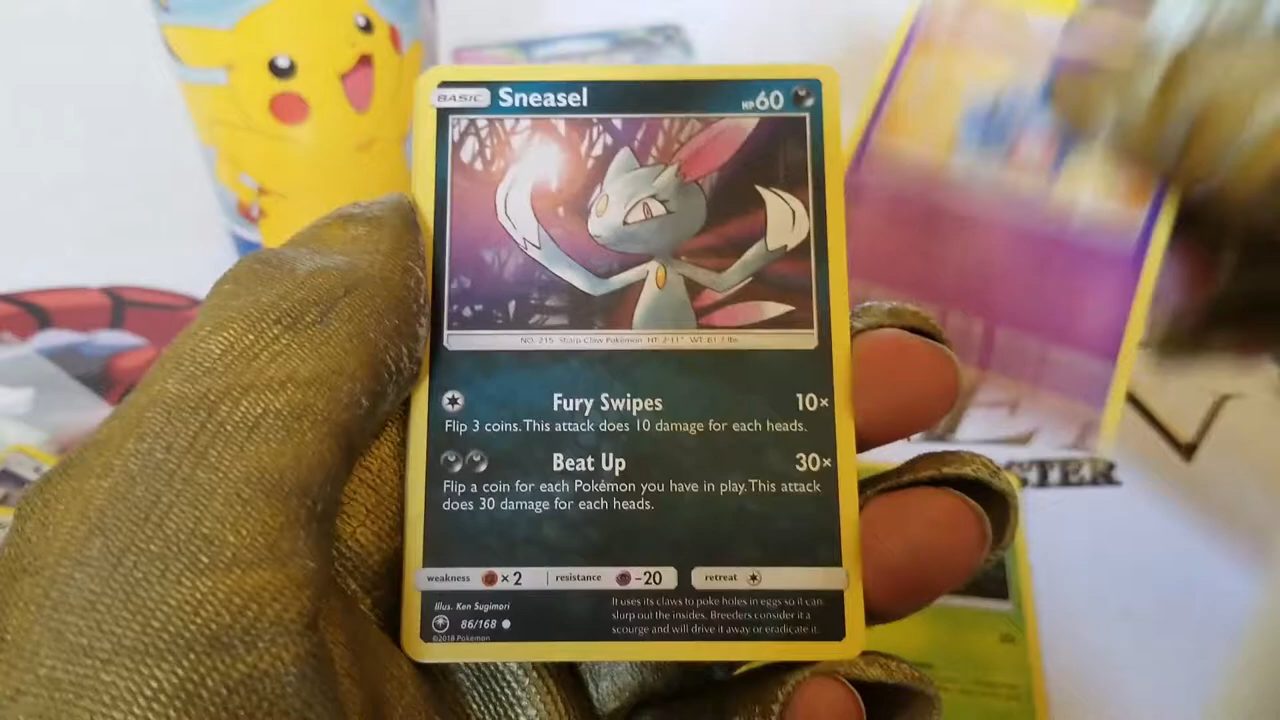 BASIC Sneasel HP60
NO. 215 Sharp Claw Pokémon HT: 2'11" WT: 61.7 lbs.
Fury Swipes 10×
Flip 3 coins. This attack does 10 damage for each heads.
Beat Up 30×
Flip a coin for each Pokémon you have in play. This attack
does 30 damage for each heads.
weakness ×2 resistance -20 retreat
Illus. Ken Sugimori
86/168
©2018 Pokémon
It uses its claws to poke holes in eggs so it can
slurp out the insides. Breeders consider it a
scourge and will drive it away or eradicate it.